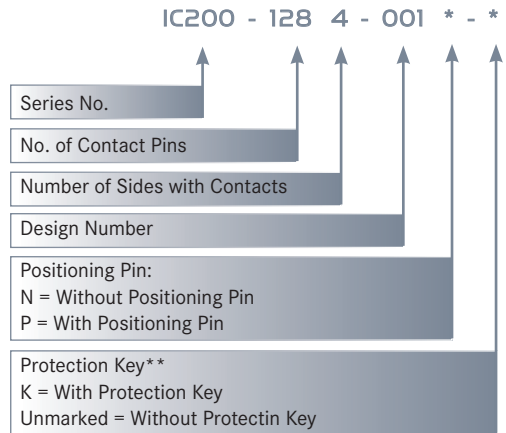 IC200 - 128 4 - 001 * - *
Series No.
No. of Contact Pins
Number of Sides with Contacts
Design Number
Positioning Pin:
N = Without Positioning Pin
P = With Positioning Pin
Protection Key**
K = With Protection Key
Unmarked = Without Protectin Key